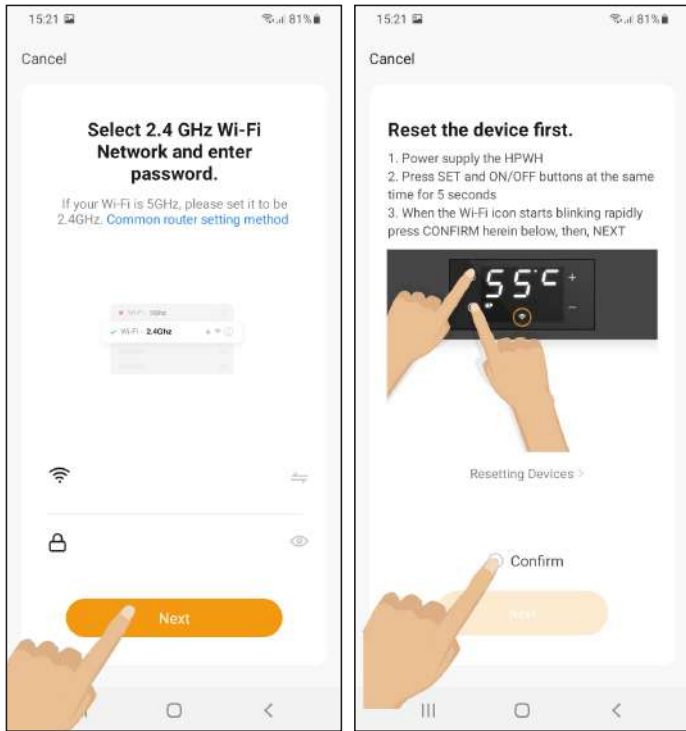 15:21
81%
Cancel
Select 2.4 GHz Wi-Fi
Network and enter
password.
If your Wi-Fi is 5GHz, please set it to be
2.4GHz. Common router setting method
Wi-Fi - 5Ghz
Wi-Fi - 2.4Ghz
Next
15:21
81%
Cancel
Reset the device first.
1. Power supply the HPWH
2. Press SET and ON/OFF buttons at the same
time for 5 seconds
3. When the Wi-Fi icon starts blinking rapidly
press CONFIRM herein below, then, NEXT
55°C
+
−
Resetting Devices >
Confirm
Next